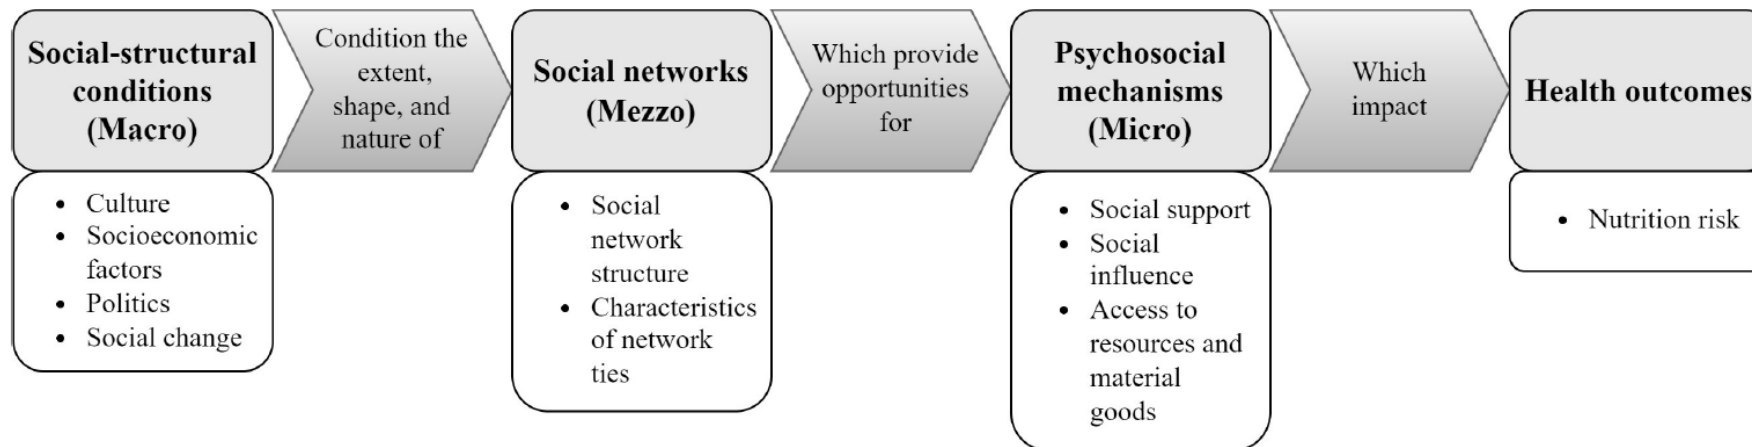 Social-structural
conditions
(Macro)
Condition the
extent,
shape, and
nature of
Social networks
(Mezzo)
Which provide
opportunities
for
Psychosocial
mechanisms
(Micro)
Which
impact
Health outcomes
• Culture
• Socioeconomic
factors
• Politics
• Social change
• Social
network
structure
• Characteristics
of network
ties
• Social support
• Social
influence
• Access to
resources and
material
goods
• Nutrition risk